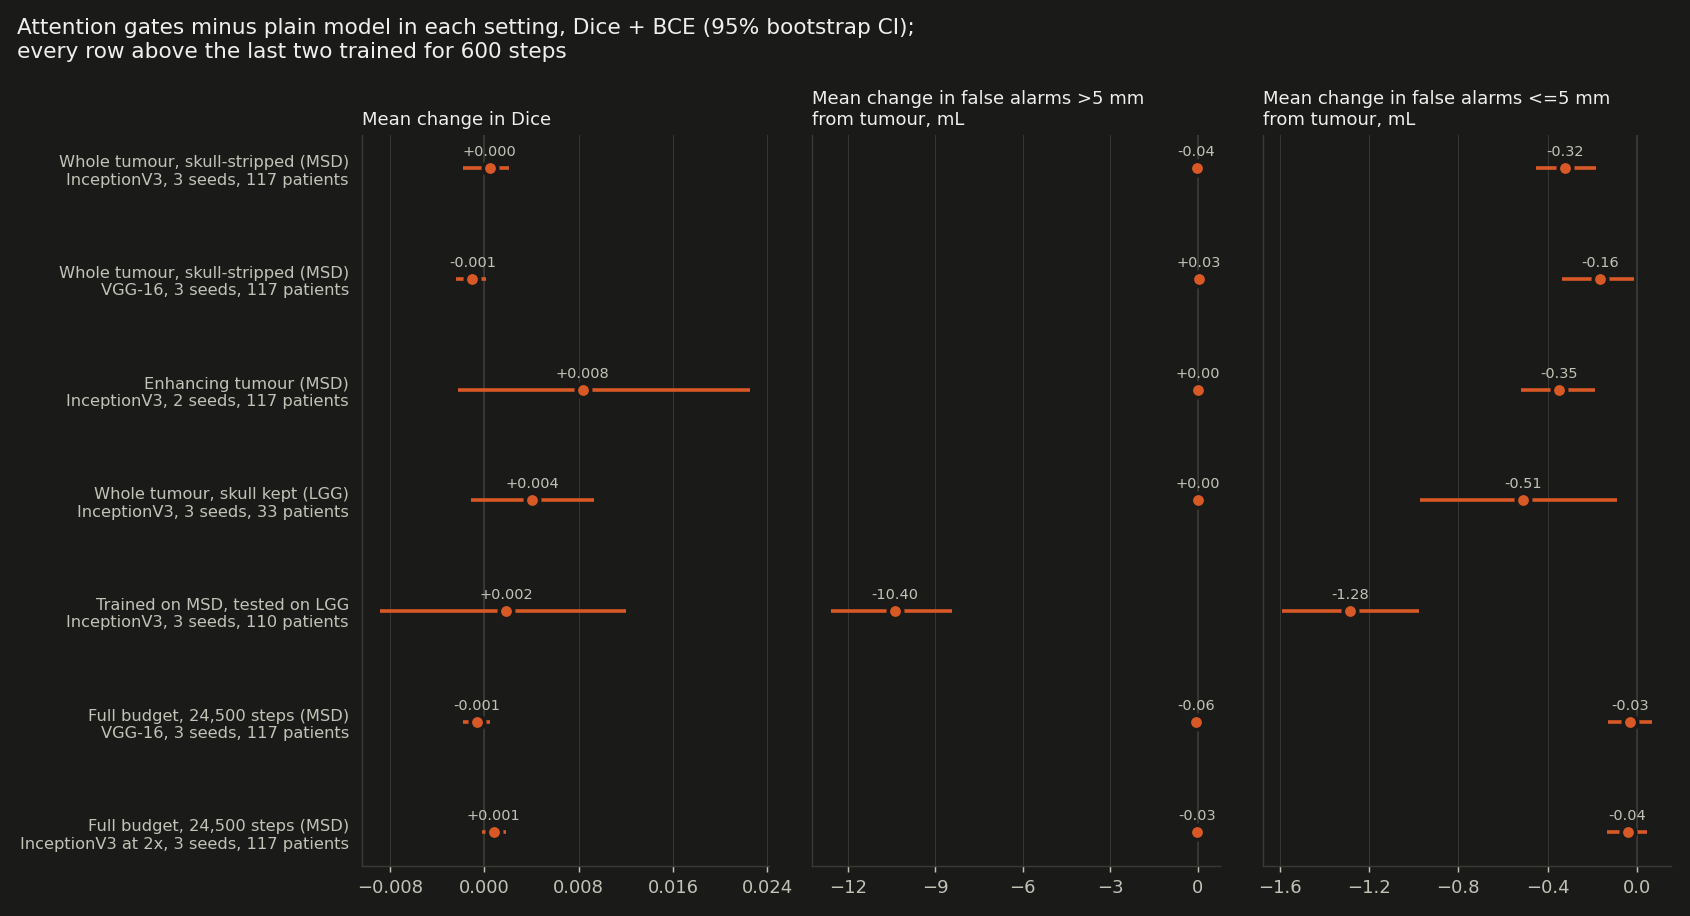 Attention gates minus plain model in each setting, Dice + BCE (95% bootstrap CI);
every row above the last two trained for 600 steps
Mean change in Dice
Mean change in false alarms >5 mm
from tumour, mL
Mean change in false alarms <=5 mm
from tumour, mL
Whole tumour, skull-stripped (MSD)
InceptionV3, 3 seeds, 117 patients
+0.000
-0.04
-0.32
Whole tumour, skull-stripped (MSD)
VGG-16, 3 seeds, 117 patients
-0.001
+0.03
-0.16
Enhancing tumour (MSD)
InceptionV3, 2 seeds, 117 patients
+0.008
+0.00
-0.35
Whole tumour, skull kept (LGG)
InceptionV3, 3 seeds, 33 patients
+0.004
+0.00
-0.51
Trained on MSD, tested on LGG
InceptionV3, 3 seeds, 110 patients
+0.002
-10.40
-1.28
Full budget, 24,500 steps (MSD)
VGG-16, 3 seeds, 117 patients
-0.001
-0.06
-0.03
Full budget, 24,500 steps (MSD)
InceptionV3 at 2x, 3 seeds, 117 patients
+0.001
-0.03
-0.04
−0.008 0.000 0.008 0.016 0.024
−12 −9 −6 −3 0
−1.6 −1.2 −0.8 −0.4 0.0